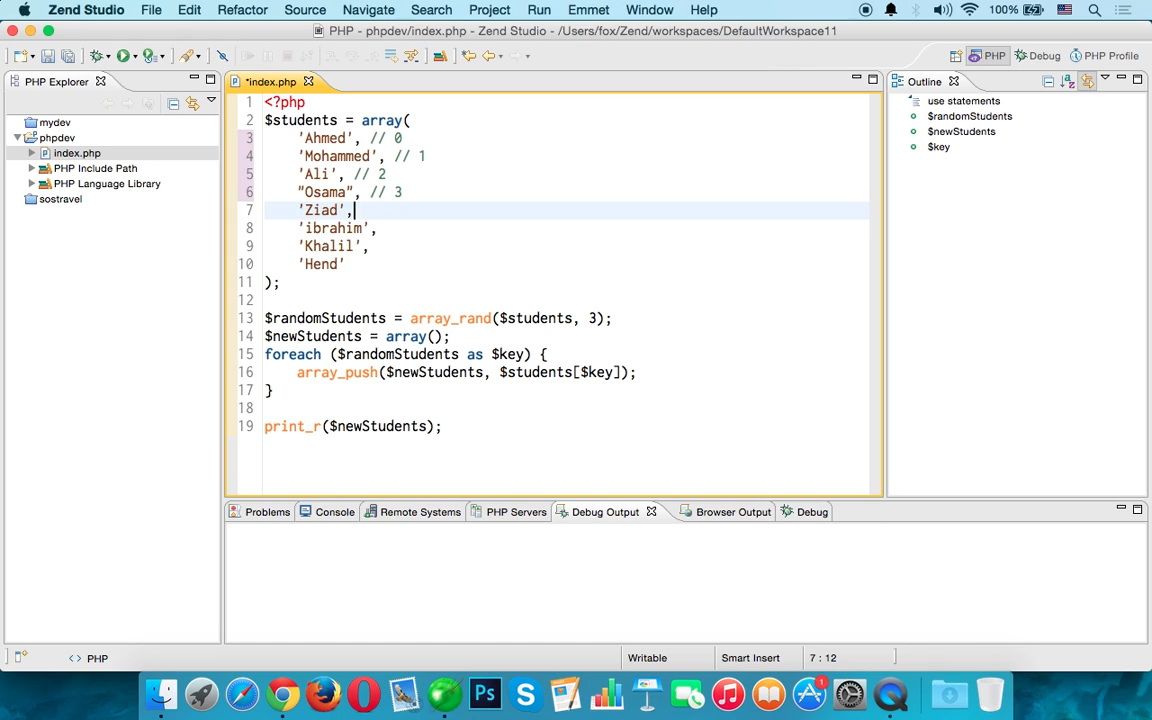 Zend Studio File Edit Refactor Source Navigate Search Project Run Emmet Window Help 100%
PHP - phpdev/index.php - Zend Studio - /Users/fox/Zend/workspaces/DefaultWorkspace11
PHP Debug PHP Profile
PHP Explorer
mydev
phpdev
index.php
PHP Include Path
PHP Language Library
sostravel
*index.php
1 <?php
2 $students = array(
3 'Ahmed', // 0
4 'Mohammed', // 1
5 'Ali', // 2
6 "Osama", // 3
7 'Ziad',
8 'ibrahim',
9 'Khalil',
10 'Hend'
11 );
12
13 $randomStudents = array_rand($students, 3);
14 $newStudents = array();
15 foreach ($randomStudents as $key) {
16 array_push($newStudents, $students[$key]);
17 }
18
19 print_r($newStudents);
Outline
use statements
$randomStudents
$newStudents
$key
Problems Console Remote Systems PHP Servers Debug Output Browser Output Debug
<> PHP Writable Smart Insert 7 : 12
Ps
1